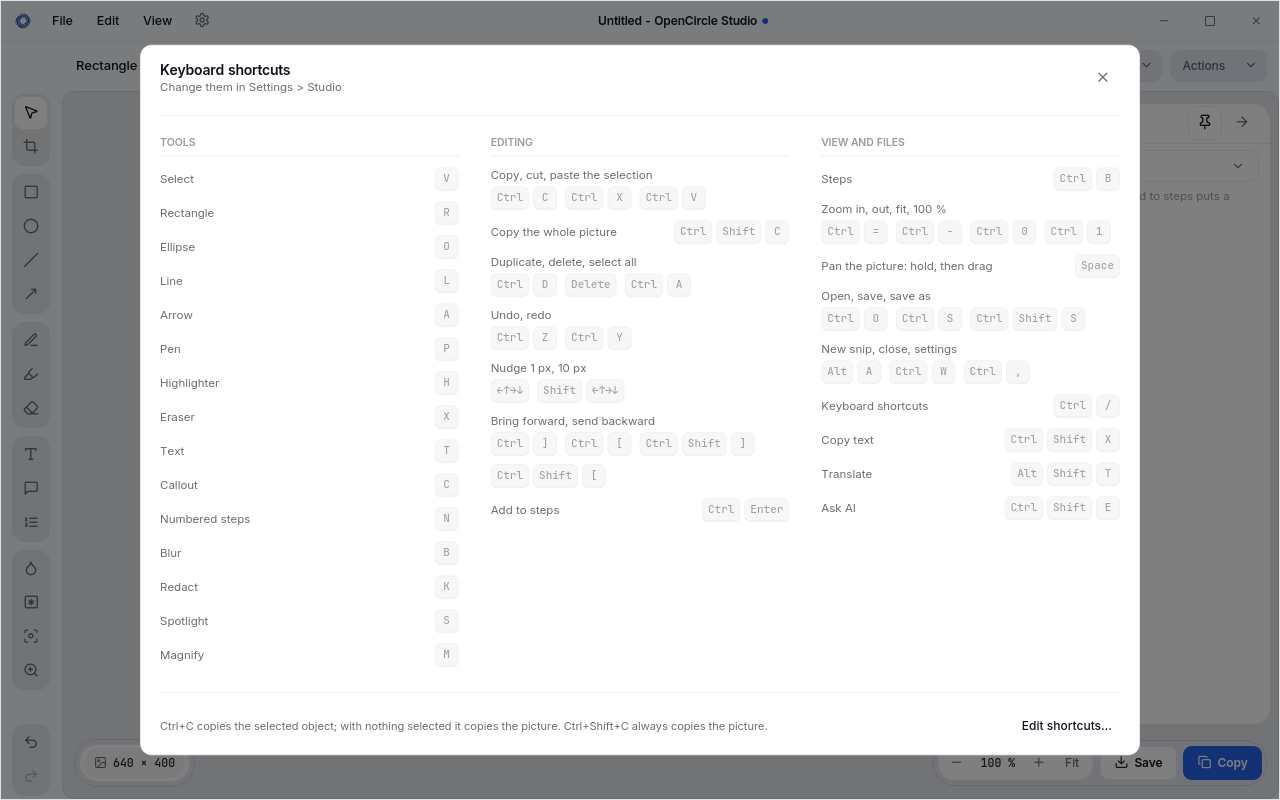 File Edit View
Untitled - OpenCircle Studio
Rectangle
Actions
Keyboard shortcuts
Change them in Settings > Studio
TOOLS
Select V
Rectangle R
Ellipse O
Line L
Arrow A
Pen P
Highlighter H
Eraser X
Text T
Callout C
Numbered steps N
Blur B
Redact K
Spotlight S
Magnify M
EDITING
Copy, cut, paste the selection
Ctrl C Ctrl X Ctrl V
Copy the whole picture Ctrl Shift C
Duplicate, delete, select all
Ctrl D Delete Ctrl A
Undo, redo
Ctrl Z Ctrl Y
Nudge 1 px, 10 px
←↑→↓ Shift ←↑→↓
Bring forward, send backward
Ctrl ] Ctrl [ Ctrl Shift ]
Ctrl Shift [
Add to steps Ctrl Enter
VIEW AND FILES
Steps Ctrl B
Zoom in, out, fit, 100 %
Ctrl = Ctrl - Ctrl 0 Ctrl 1
Pan the picture: hold, then drag Space
Open, save, save as
Ctrl O Ctrl S Ctrl Shift S
New snip, close, settings
Alt A Ctrl W Ctrl ,
Keyboard shortcuts Ctrl /
Copy text Ctrl Shift X
Translate Alt Shift T
Ask AI Ctrl Shift E
d to steps puts a
Ctrl+C copies the selected object; with nothing selected it copies the picture. Ctrl+Shift+C always copies the picture.
Edit shortcuts...
640 × 400
100 % Fit Save Copy